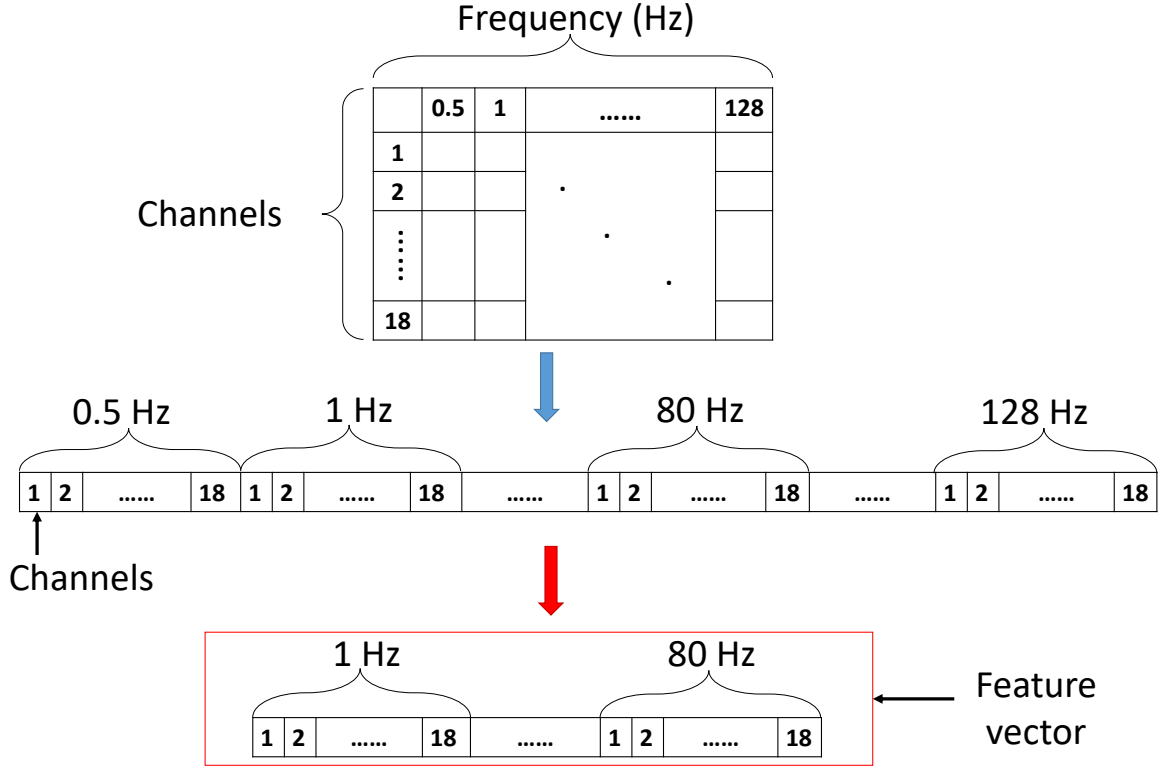 Frequency (Hz)
0.5 1 ...... 128
1
2
Channels
......
18
0.5 Hz 1 Hz 80 Hz 128 Hz
1 2 ...... 18 1 2 ...... 18 ...... 1 2 ...... 18 ...... 1 2 ...... 18
Channels
1 Hz 80 Hz
Feature
vector
1 2 ...... 18 ...... 1 2 ...... 18